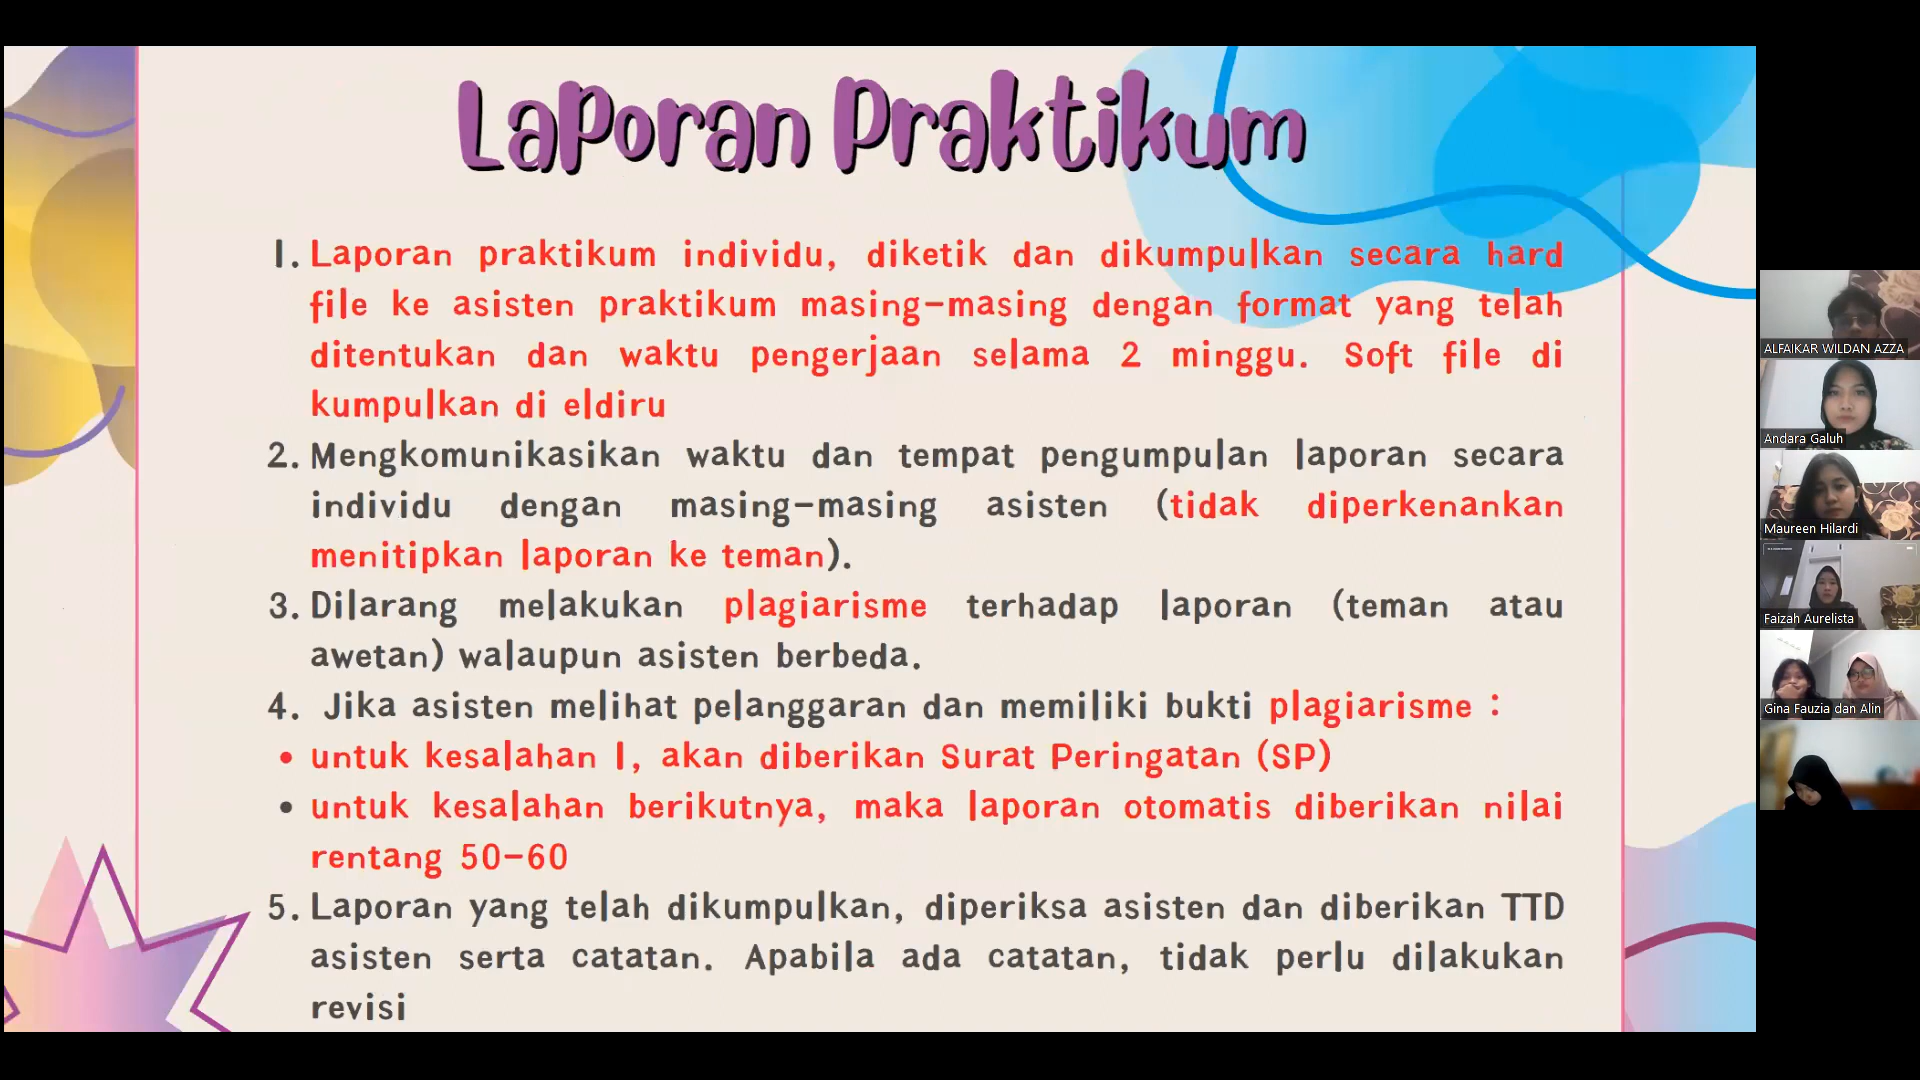 Laporan Praktikum
1. Laporan praktikum individu, diketik dan dikumpulkan secara hard
file ke asisten praktikum masing-masing dengan format yang telah
ditentukan dan waktu pengerjaan selama 2 minggu. Soft file di
kumpulkan di eldiru
2. Mengkomunikasikan waktu dan tempat pengumpulan laporan secara
individu dengan masing-masing asisten (tidak diperkenankan
menitipkan laporan ke teman).
3. Dilarang melakukan plagiarisme terhadap laporan (teman atau
awetan) walaupun asisten berbeda.
4. Jika asisten melihat pelanggaran dan memiliki bukti plagiarisme :
• untuk kesalahan 1, akan diberikan Surat Peringatan (SP)
• untuk kesalahan berikutnya, maka laporan otomatis diberikan nilai
rentang 50-60
5. Laporan yang telah dikumpulkan, diperiksa asisten dan diberikan TTD
asisten serta catatan. Apabila ada catatan, tidak perlu dilakukan
revisi
ALFAIKAR WILDAN AZZA
Andara Galuh
Maureen Hilardi
Faizah Aurelista
Gina Fauzia dan Alin